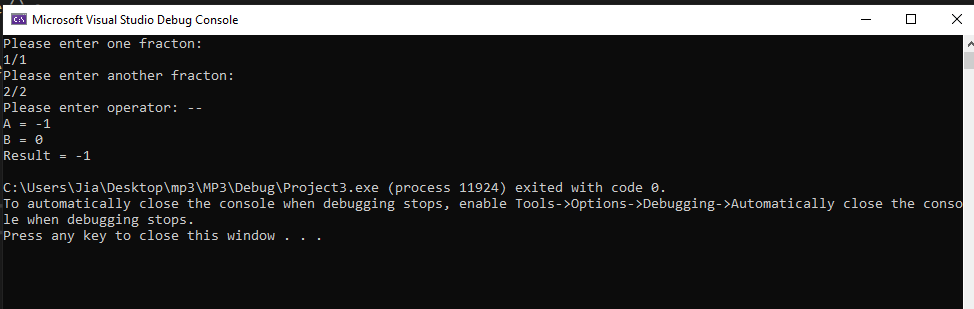 Microsoft Visual Studio Debug Console
Please enter one fracton:
1/1
Please enter another fracton:
2/2
Please enter operator: --
A = -1
B = 0
Result = -1
C:\Users\Jia\Desktop\mp3\MP3\Debug\Project3.exe (process 11924) exited with code 0.
To automatically close the console when debugging stops, enable Tools->Options->Debugging->Automatically close the conso
le when debugging stops.
Press any key to close this window . . .